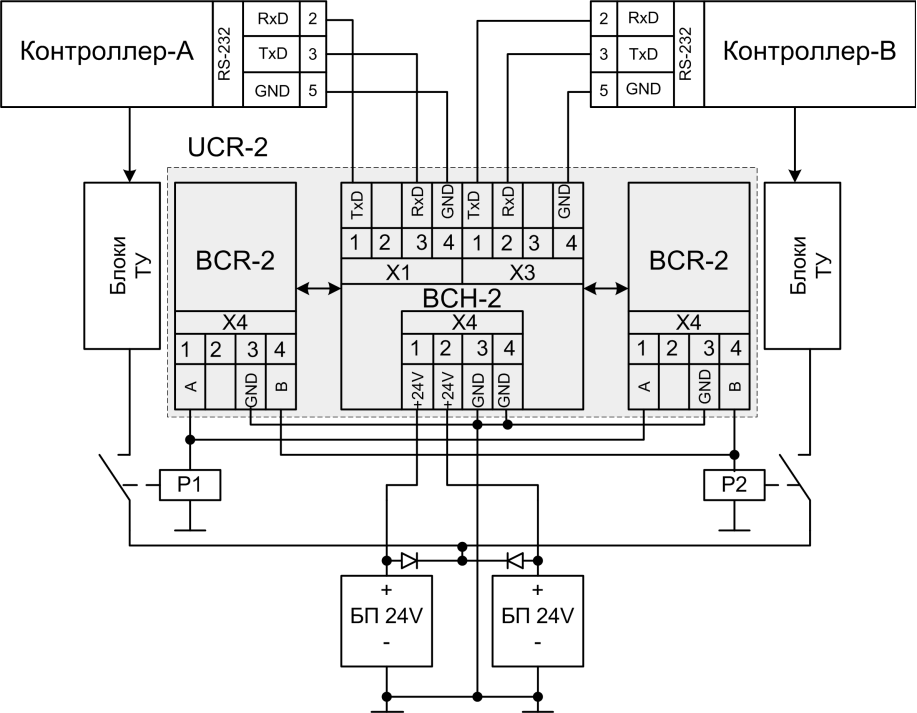 Контроллер-A
RS-232
RxD 2
TxD 3
GND 5
2 RxD
3 TxD
5 GND
RS-232
Контроллер-B
UCR-2
Блоки
ТУ
BCR-2
X4
1 2 3 4
A GND B
TxD RxD GND TxD RxD GND
1 2 3 4 1 2 3 4
X1 X3
BCH-2
X4
1 2 3 4
+24V +24V GND GND
BCR-2
X4
1 2 3 4
A GND B
Блоки
ТУ
P1
P2
+
БП 24V
-
+
БП 24V
-